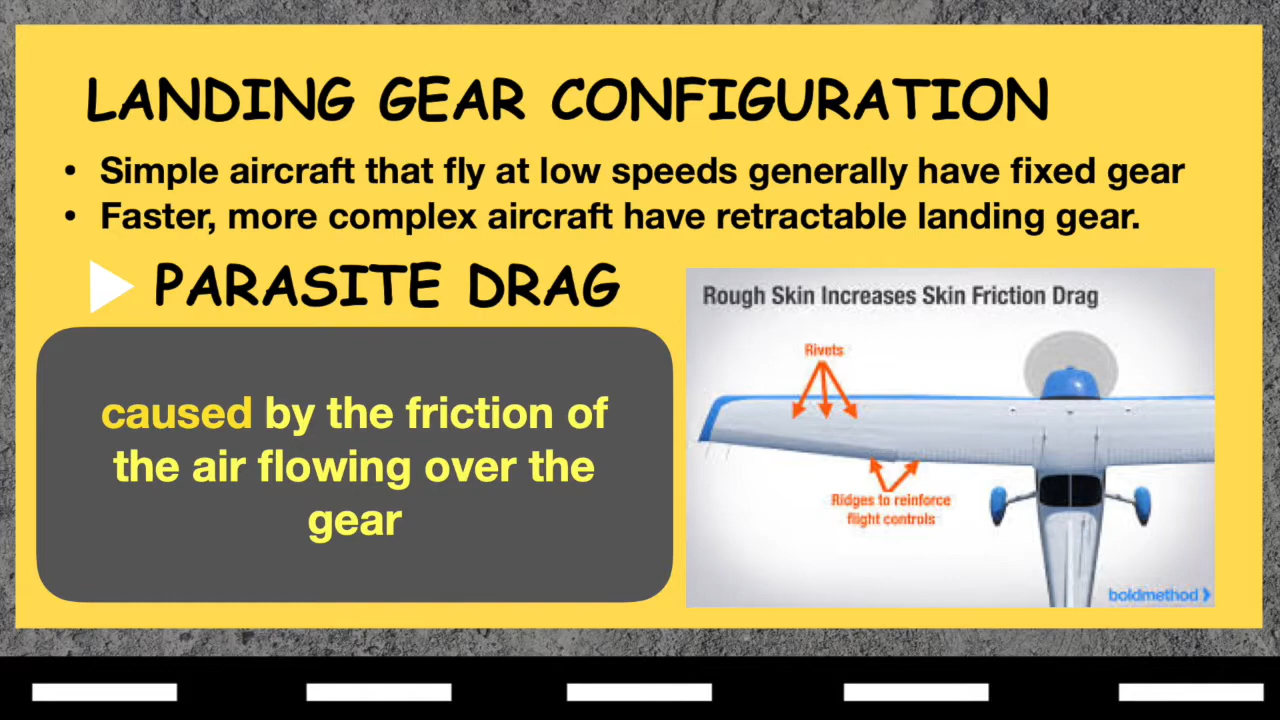 LANDING GEAR CONFIGURATION
• Simple aircraft that fly at low speeds generally have fixed gear
• Faster, more complex aircraft have retractable landing gear.
PARASITE DRAG
caused by the friction of
the air flowing over the
gear
Rough Skin Increases Skin Friction Drag
Rivets
Ridges to reinforce
flight controls
boldmethod